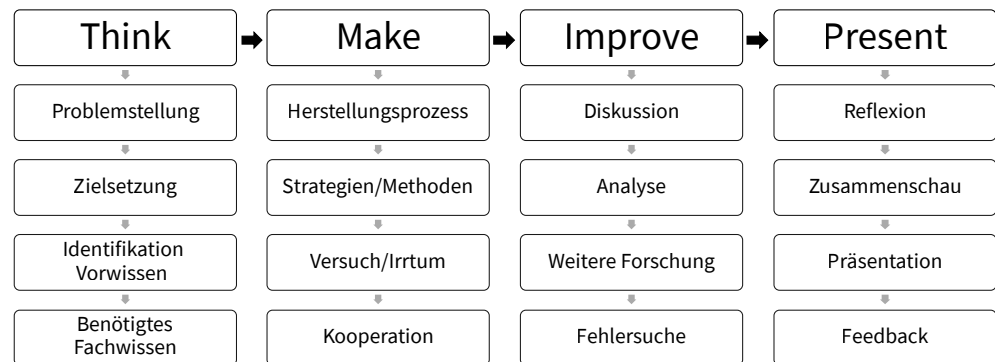 Think
Make
Improve
Present
Problemstellung
Herstellungsprozess
Diskussion
Reflexion
Zielsetzung
Strategien/Methoden
Analyse
Zusammenschau
Identifikation
Vorwissen
Versuch/Irrtum
Weitere Forschung
Präsentation
Benötigtes
Fachwissen
Kooperation
Fehlersuche
Feedback